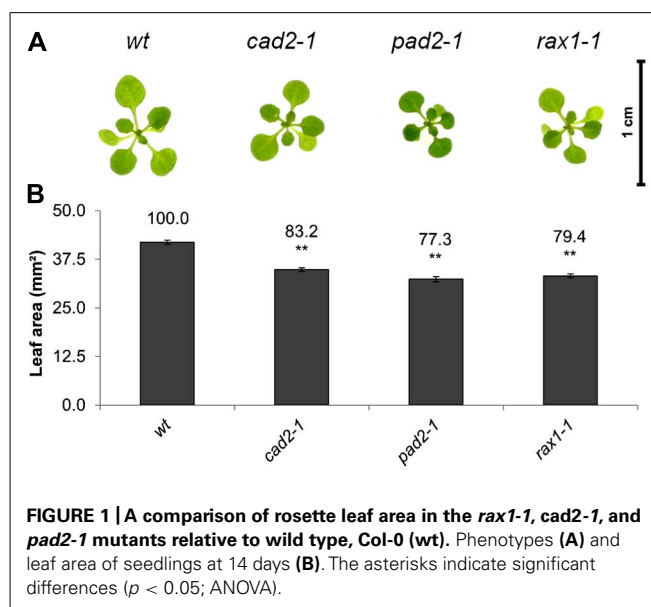 A
wt cad2-1 pad2-1 rax1-1
1 cm
B
Leaf area (mm²)
50.0
37.5
25.0
12.5
0.0
100.0
83.2
**
77.3
**
79.4
**
wt cad2-1 pad2-1 rax1-1
FIGURE 1 | A comparison of rosette leaf area in the rax1-1, cad2-1, and
pad2-1 mutants relative to wild type, Col-0 (wt). Phenotypes (A) and
leaf area of seedlings at 14 days (B). The asterisks indicate significant
differences (p < 0.05; ANOVA).